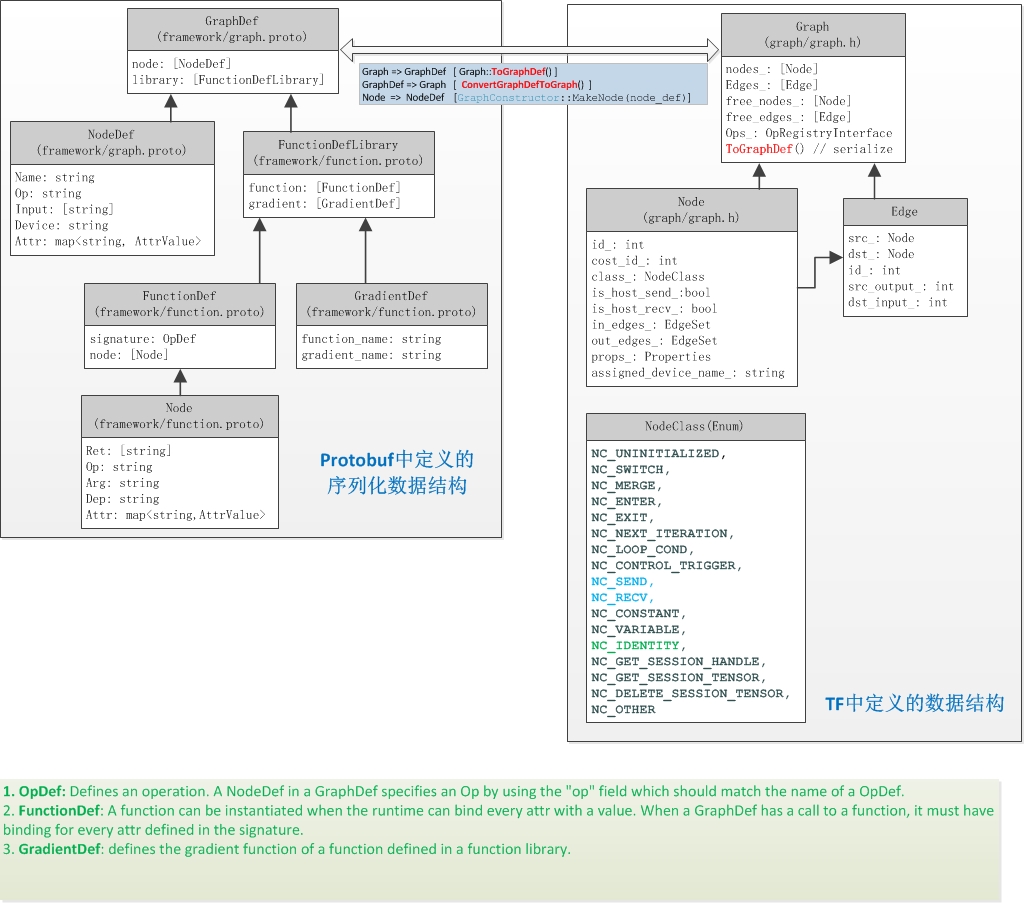 GraphDef
(framework/graph.proto)
node: [NodeDef]
library: [FunctionDefLibrary]
Graph => GraphDef [ Graph::ToGraphDef() ]
GraphDef => Graph [ ConvertGraphDefToGraph() ]
Node => NodeDef [GraphConstructor::MakeNode(node_def)]
NodeDef
(framework/graph.proto)
Name: string
Op: string
Input: [string]
Device: string
Attr: map<string, AttrValue>
FunctionDefLibrary
(framework/function.proto)
function: [FunctionDef]
gradient: [GradientDef]
FunctionDef
(framework/function.proto)
signature: OpDef
node: [Node]
GradientDef
(framework/function.proto)
function_name: string
gradient_name: string
Node
(framework/function.proto)
Ret: [string]
Op: string
Arg: string
Dep: string
Attr: map<string,AttrValue>
Protobuf中定义的
序列化数据结构
Graph
(graph/graph.h)
nodes_: [Node]
Edges_: [Edge]
free_nodes_: [Node]
free_edges_: [Edge]
Ops_: OpRegistryInterface
ToGraphDef() // serialize
Node
(graph/graph.h)
id_: int
cost_id_: int
class_: NodeClass
is_host_send_:bool
is_host_recv_: bool
in_edges_: EdgeSet
out_edges_: EdgeSet
props_: Properties
assigned_device_name_: string
Edge
src_: Node
dst_: Node
id_: int
src_output_: int
dst_input_: int
NodeClass(Enum)
NC_UNINITIALIZED,
NC_SWITCH,
NC_MERGE,
NC_ENTER,
NC_EXIT,
NC_NEXT_ITERATION,
NC_LOOP_COND,
NC_CONTROL_TRIGGER,
NC_SEND,
NC_RECV,
NC_CONSTANT,
NC_VARIABLE,
NC_IDENTITY,
NC_GET_SESSION_HANDLE,
NC_GET_SESSION_TENSOR,
NC_DELETE_SESSION_TENSOR,
NC_OTHER
TF中定义的数据结构
1. OpDef: Defines an operation. A NodeDef in a GraphDef specifies an Op by using the "op" field which should match the name of a OpDef.
2. FunctionDef: A function can be instantiated when the runtime can bind every attr with a value. When a GraphDef has a call to a function, it must have
binding for every attr defined in the signature.
3. GradientDef: defines the gradient function of a function defined in a function library.